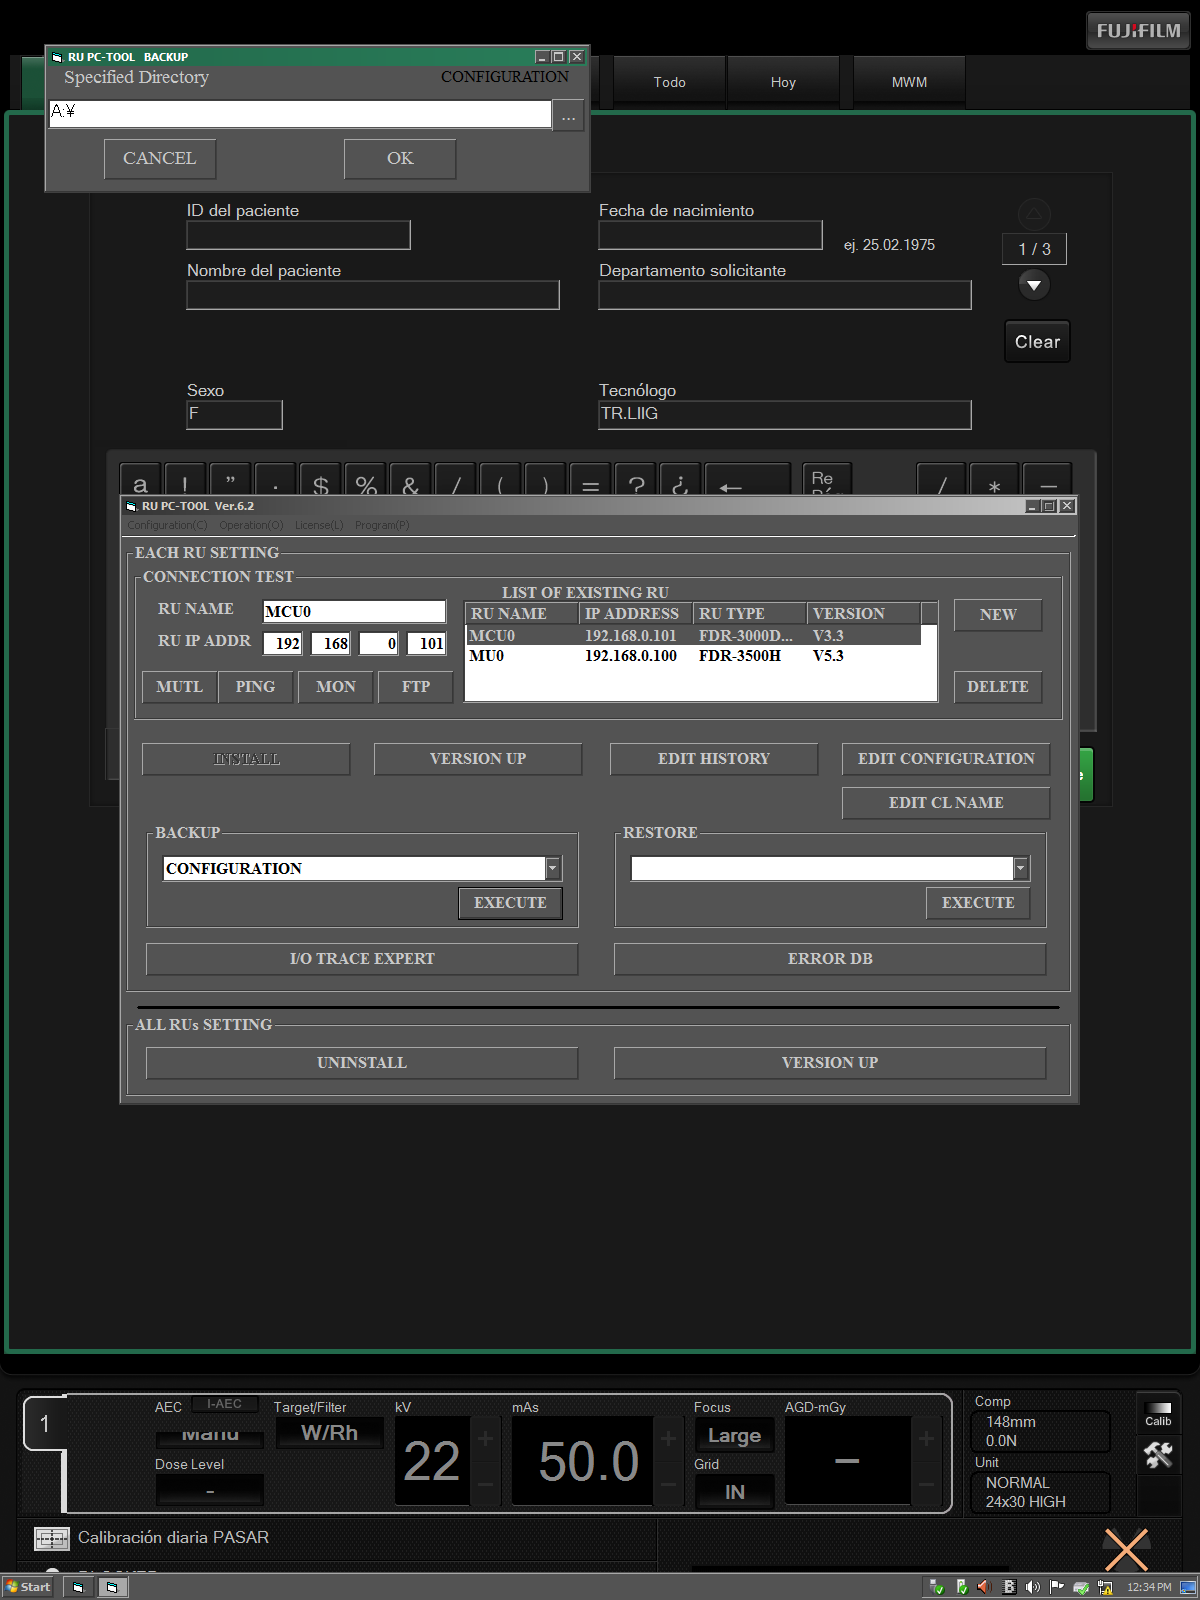 FUJIFILM
RU PC-TOOL BACKUP
Specified Directory CONFIGURATION
A:¥
...
CANCEL OK
Todo Hoy MWM
ID del paciente Fecha de nacimiento
ej. 25.02.1975
1 / 3
Nombre del paciente Departamento solicitante
Clear
Sexo Tecnólogo
F TR.LIIG
a ! " . $ % & / ( ) = ? ¿ ← Re / * —
RU PC-TOOL Ver.6.2
Configuration(C) Operation(O) License(L) Program(P)
EACH RU SETTING
CONNECTION TEST
LIST OF EXISTING RU
RU NAME MCU0
RU NAME IP ADDRESS RU TYPE VERSION
NEW
RU IP ADDR 192 168 0 101
MCU0 192.168.0.101 FDR-3000D... V3.3
MU0 192.168.0.100 FDR-3500H V5.3
MUTL PING MON FTP DELETE
INSTALL VERSION UP EDIT HISTORY EDIT CONFIGURATION
EDIT CL NAME
BACKUP RESTORE
CONFIGURATION
EXECUTE EXECUTE
I/O TRACE EXPERT ERROR DB
ALL RUs SETTING
UNINSTALL VERSION UP
1
AEC I-AEC Target/Filter kV mAs Focus AGD-mGy Comp
Manu W/Rh 22 50.0 Large — 148mm
0.0N
Calib
Dose Level Grid Unit
- IN NORMAL
24x30 HIGH
Calibración diaria PASAR
Start 12:34 PM